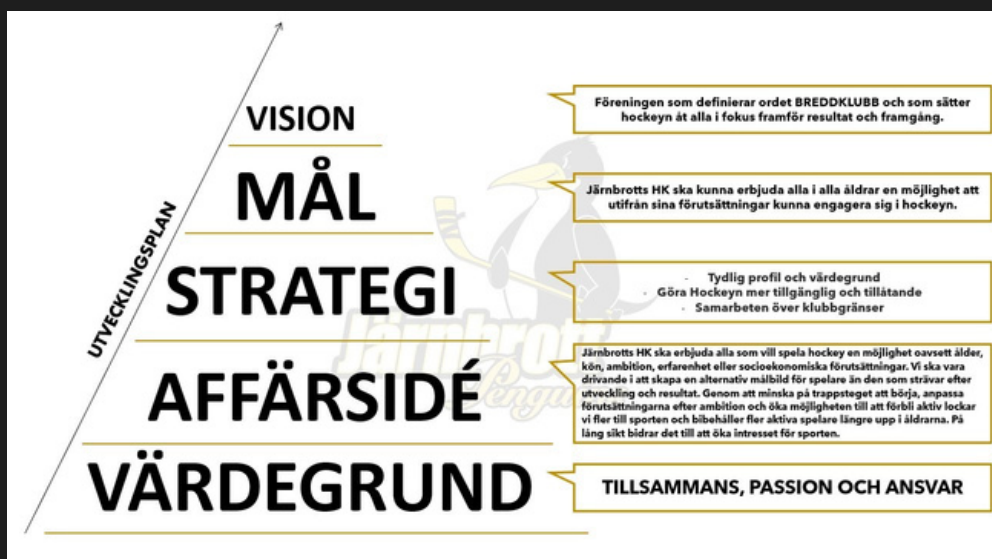 VISION
Föreningen som definierar ordet BREDDKLUBB och som sätter
hockeyn åt alla i fokus framför resultat och framgång.
MÅL
Järnbrotts HK ska kunna erbjuda alla i alla åldrar en möjlighet att
utifrån sina förutsättningar kunna engagera sig i hockeyn.
UTVECKLINGSPLAN
STRATEGI
- Tydlig profil och värdegrund
- Göra Hockeyn mer tillgänglig och tillåtande
- Samarbeten över klubbgränser
Järnbrott
Pengu
AFFÄRSIDÉ
Järnbrotts HK ska erbjuda alla som vill spela hockey en möjlighet oavsett ålder,
kön, ambition, erfarenhet eller socioekonomiska förutsättningar. Vi ska vara
drivande i att skapa en alternativ målbild för spelare än den som strävar efter
utveckling och resultat. Genom att minska på trappsteget att börja, anpassa
förutsättningarna efter ambition och öka möjligheten till att förbli aktiv lockar
vi fler till sporten och bibehåller fler aktiva spelare längre upp i åldrarna. På
lång sikt bidrar det till att öka intresset för sporten.
VÄRDEGRUND
TILLSAMMANS, PASSION OCH ANSVAR